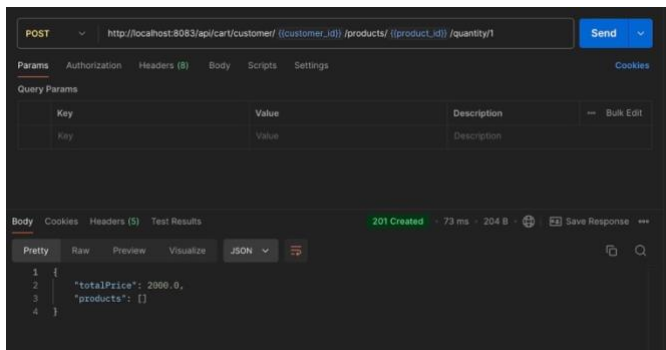 POST http://localhost:8083/api/cart/customer/ {{customer_id}} /products/ {{product_id}} /quantity/1 Send
Params Authorization Headers (8) Body Scripts Settings Cookies
Query Params
Key Value Description Bulk Edit
Key Value Description
Body Cookies Headers (5) Test Results 201 Created 73 ms 204 B Save Response
Pretty Raw Preview Visualize JSON
1 {
2 "totalPrice": 2000.0,
3 "products": []
4 }